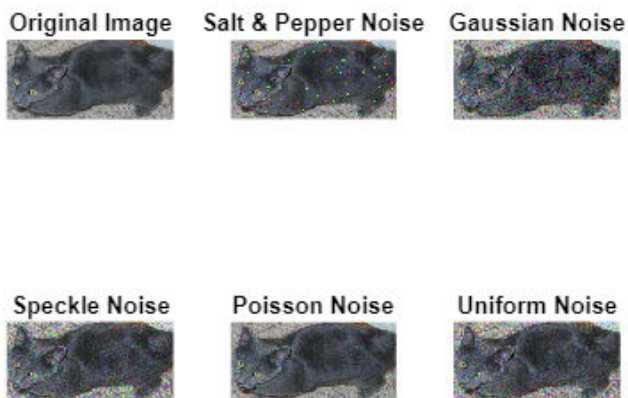 Original Image
Salt & Pepper Noise
Gaussian Noise
Speckle Noise
Poisson Noise
Uniform Noise